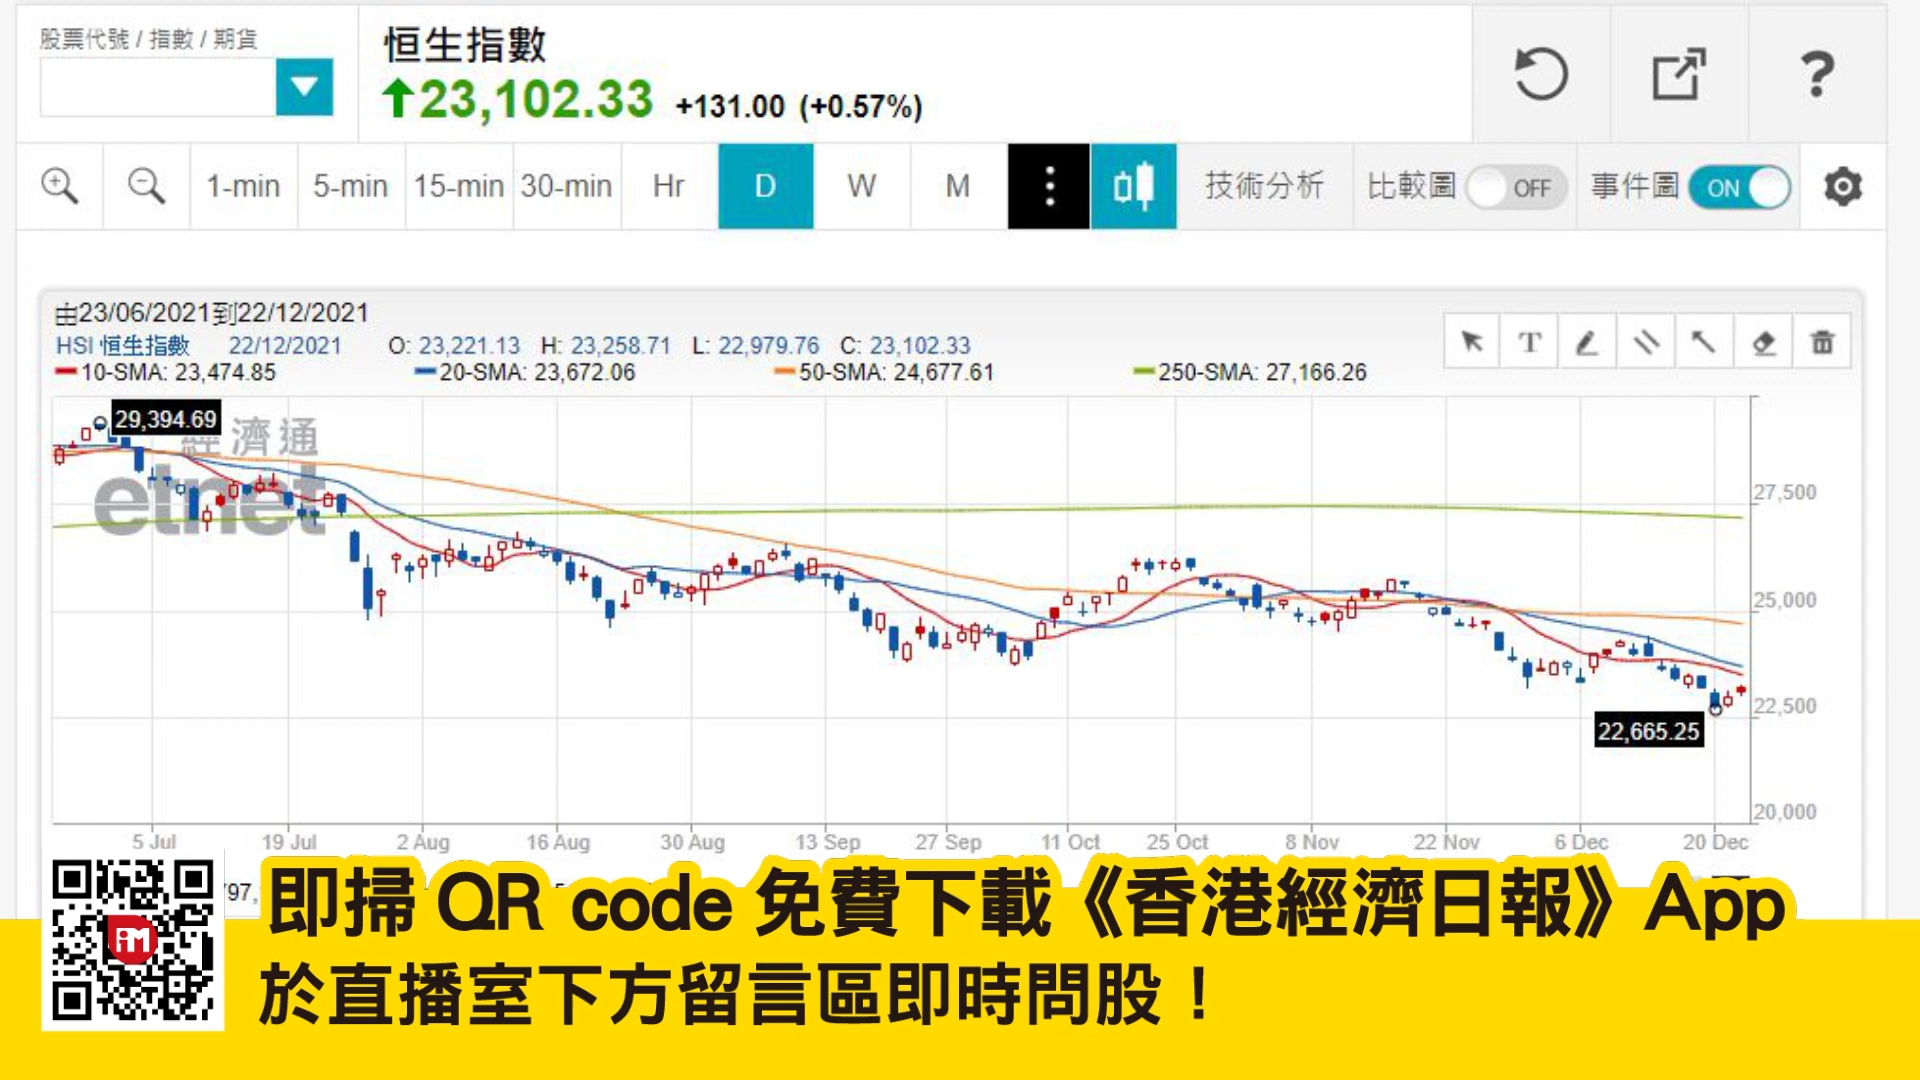 股票代號 / 指數 / 期貨
恒生指數
23,102.33 +131.00 (+0.57%)
?
1-min 5-min 15-min 30-min Hr D W M 技術分析 比較圖 OFF 事件圖 ON
由23/06/2021到22/12/2021
HSI 恒生指數 22/12/2021 O: 23,221.13 H: 23,258.71 L: 22,979.76 C: 23,102.33
T
10-SMA: 23,474.85 20-SMA: 23,672.06 50-SMA: 24,677.61 250-SMA: 27,166.26
29,394.69
經濟通
etnet
27,500
25,000
22,500
22,665.25
20,000
5 Jul 19 Jul 2 Aug 16 Aug 30 Aug 13 Sep 27 Sep 11 Oct 25 Oct 8 Nov 22 Nov 6 Dec 20 Dec
即掃 QR code 免費下載《香港經濟日報》App
於直播室下方留言區即時問股！